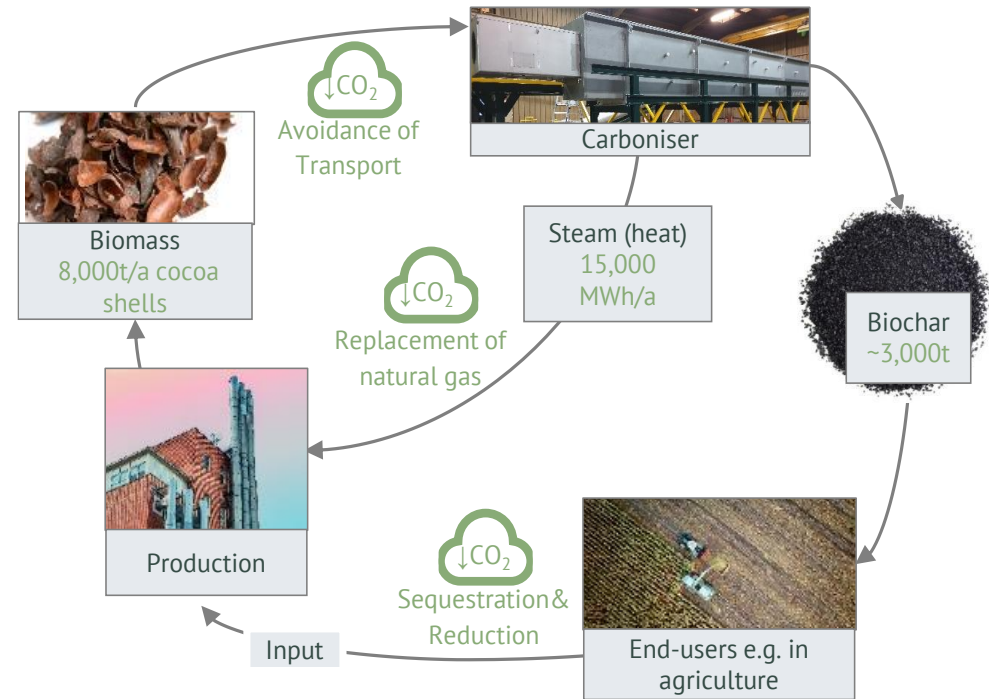 ↓CO₂
Avoidance of
Transport
Carboniser
Biomass
8,000t/a cocoa
shells
Steam (heat)
15,000
MWh/a
↓CO₂
Replacement of
natural gas
Biochar
~3,000t
Production
↓CO₂
Sequestration&
Reduction
Input
End-users e.g. in
agriculture